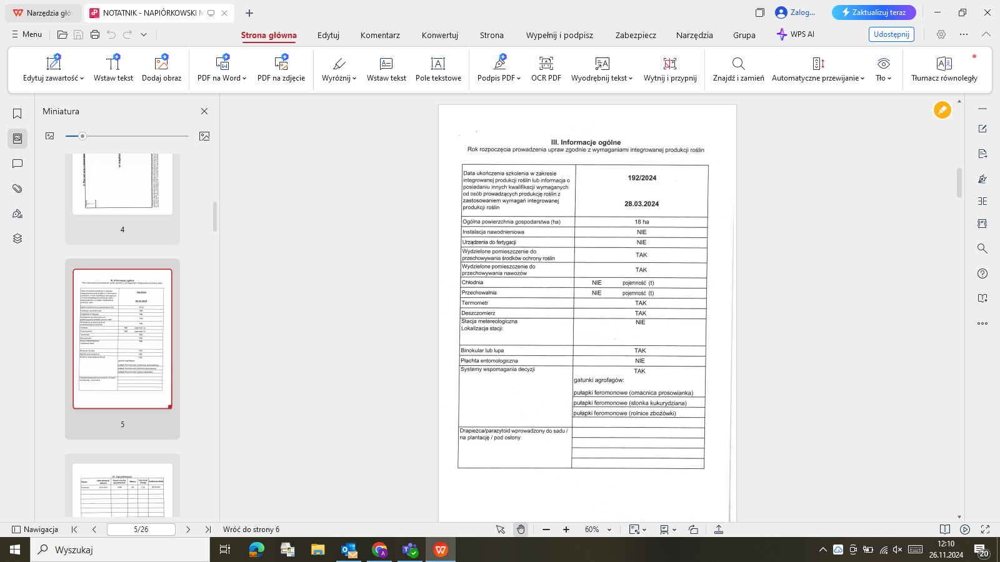 Narzędzia głó
NOTATNIK - NAPIÓRKOWSKI M
Zalog...
Zaktualizuj teraz
Menu
Strona główna
Edytuj
Komentarz
Konwertuj
Strona
Wypełnij i podpisz
Zabezpiecz
Narzędzia
Grupa
WPS AI
Udostępnij
Edytuj zawartość
Wstaw tekst
Dodaj obraz
PDF na Word
PDF na zdjęcie
Wyróżnij
Wstaw tekst
Pole tekstowe
Podpis PDF
OCR PDF
Wyodrębnij tekst
Wytnij i przypnij
Znajdź i zamień
Automatyczne przewijanie
Tło
Tłumacz równoległy
Miniatura
4
5
III. Informacje ogólne
Rok rozpoczęcia prowadzenia upraw zgodnie z wymaganiami integrowanej produkcji roślin
Data ukończenia szkolenia w zakresie
integrowanej produkcji roślin lub informacja o
posiadaniu innych kwalifikacji wymaganych
od osób prowadzących produkcję roślin z
zastosowaniem wymagań integrowanej
produkcji roślin
192/2024
28.03.2024
Ogólna powierzchnia gospodarstwa (ha) 18 ha
Instalacja nawodnieniowa NIE
Urządzenia do fertygacji NIE
Wydzielone pomieszczenie do
przechowywania środków ochrony roślin TAK
Wydzielone pomieszczenie do
przechowywania nawozów TAK
Chłodnia NIE pojemność (t)
Przechowalnia NIE pojemność (t)
Termometr TAK
Deszczomierz TAK
Stacja metereologiczna NIE
Lokalizacja stacji:
Binokular lub lupa TAK
Płachta entomologiczna NIE
Systemy wspomagania decyzji TAK
gatunki agrofagów:
pułapki feromonowe (omacnica prosowianka)
pułapki feromonowe (stonka kukurydziana)
pułapki feromonowe (rolnice zbożówki)
Drapieżca/parazytoid wprowadzony do sadu /
na plantację / pod osłony:
Nawigacja
5/26
Wróć do strony 6
60%
Wyszukaj
12:10
26.11.2024
20